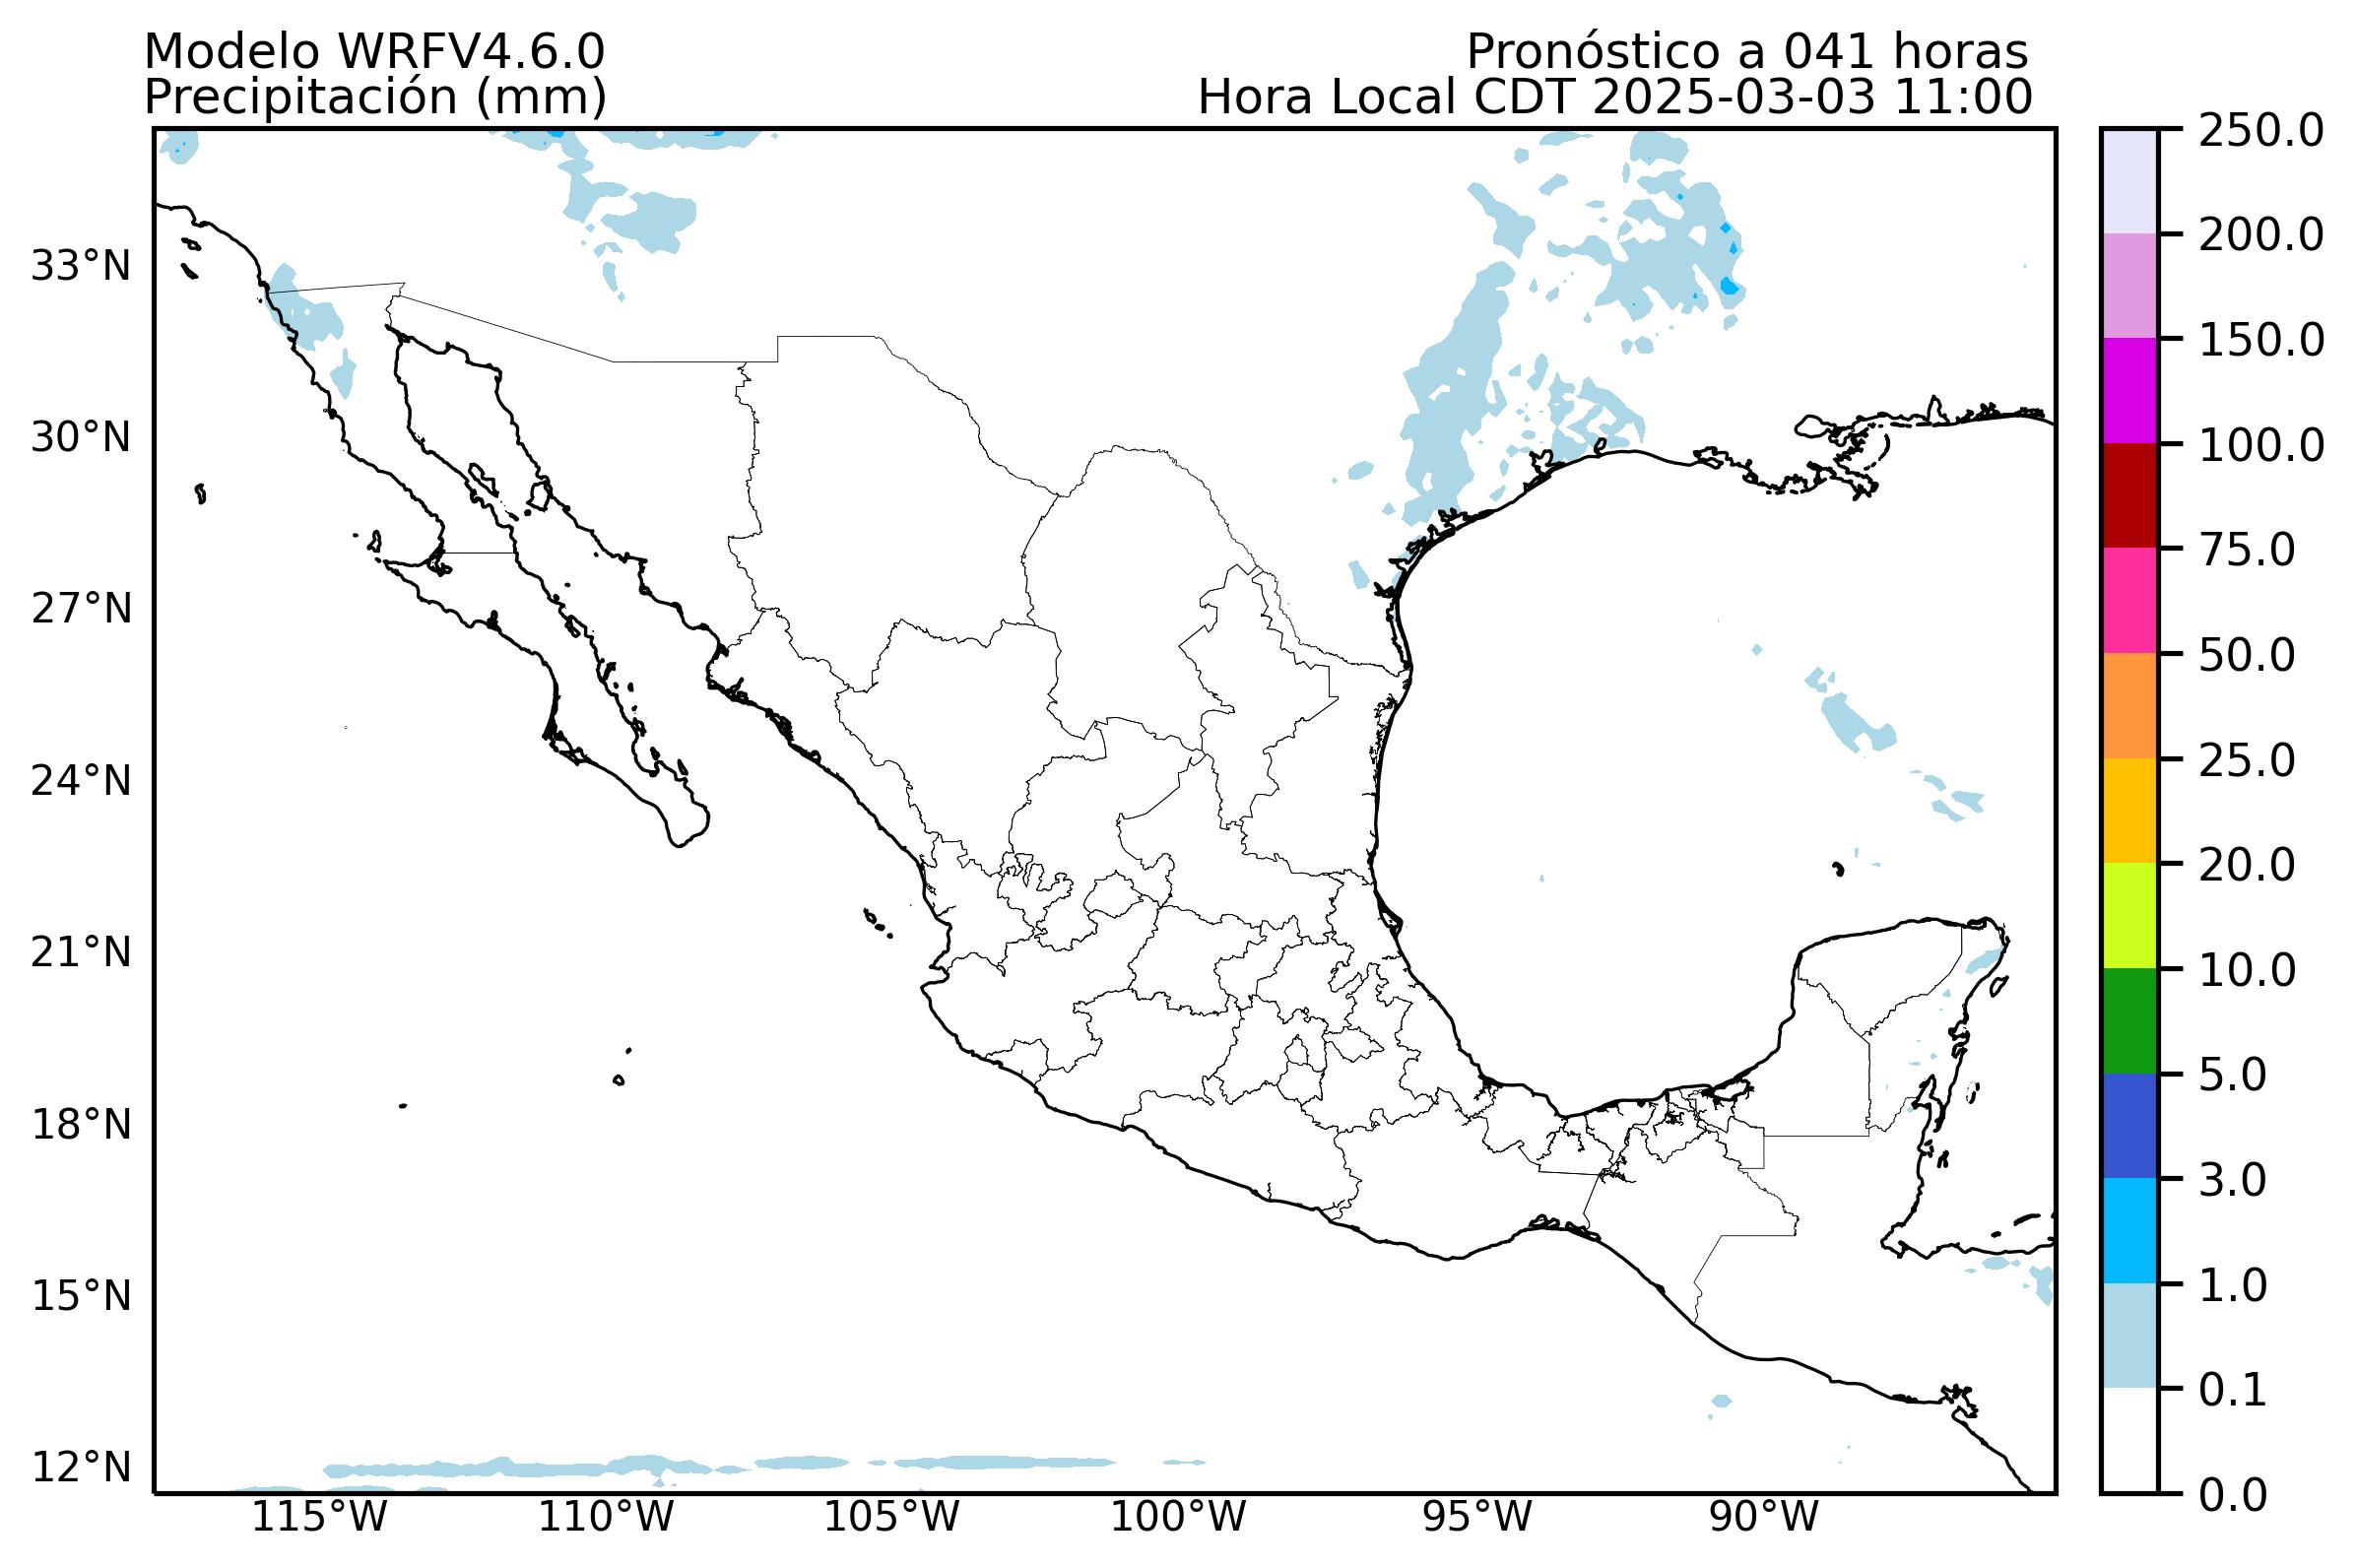 Modelo WRFV4.6.0
Precipitación (mm)
Pronóstico a 041 horas
Hora Local CDT 2025-03-03 11:00
33°N
30°N
27°N
24°N
21°N
18°N
15°N
12°N
115°W
110°W
105°W
100°W
95°W
90°W
250.0
200.0
150.0
100.0
75.0
50.0
25.0
20.0
10.0
5.0
3.0
1.0
0.1
0.0